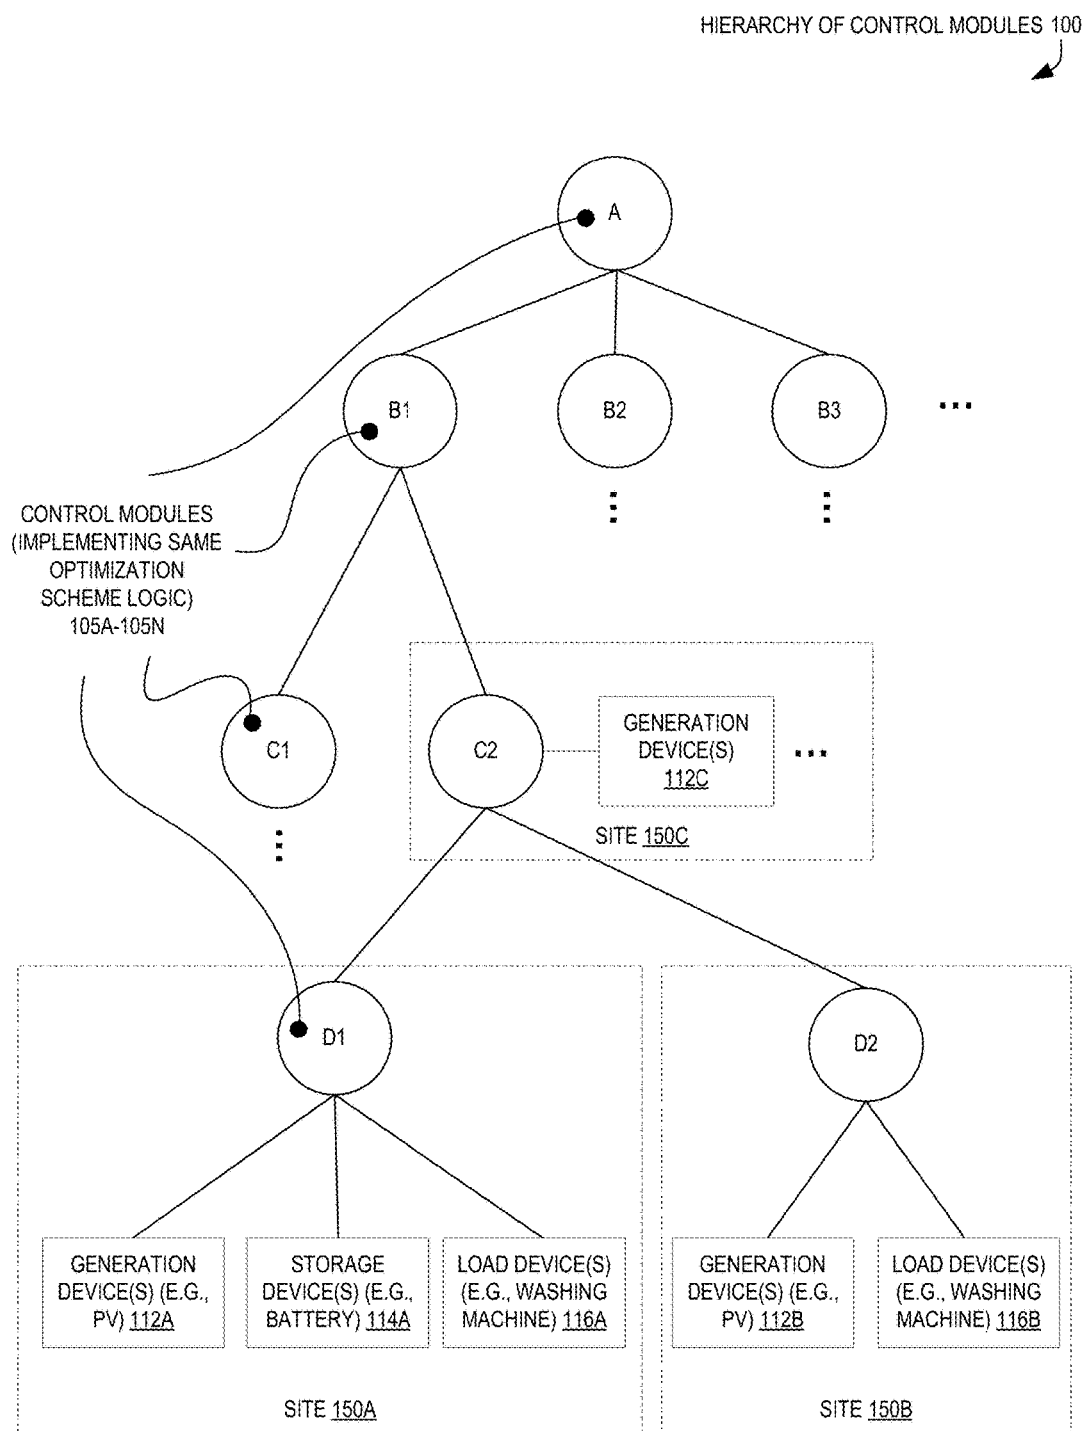 HIERARCHY OF CONTROL MODULES 100
A
B1
B2
B3
...
CONTROL MODULES
(IMPLEMENTING SAME
OPTIMIZATION
SCHEME LOGIC)
105A-105N
C1
C2
GENERATION
DEVICE(S)
112C
...
SITE 150C
D1
D2
GENERATION
DEVICE(S) (E.G.,
PV) 112A
STORAGE
DEVICE(S) (E.G.,
BATTERY) 114A
LOAD DEVICE(S)
(E.G., WASHING
MACHINE) 116A
GENERATION
DEVICE(S) (E.G.,
PV) 112B
LOAD DEVICE(S)
(E.G., WASHING
MACHINE) 116B
SITE 150A
SITE 150B